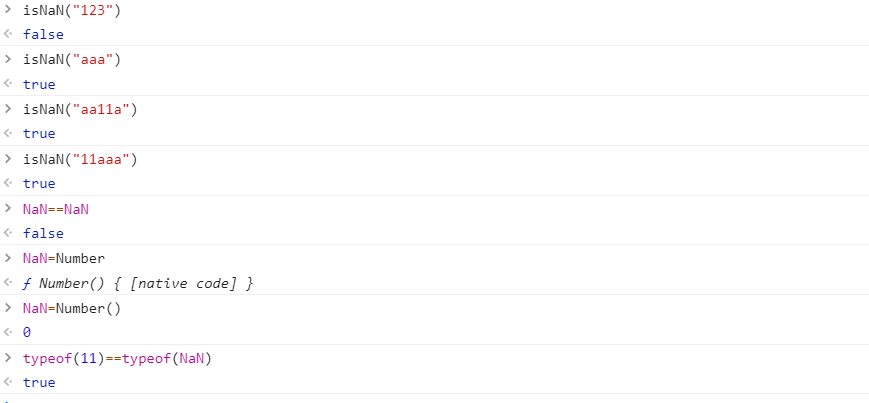 > isNaN("123")
<· false
> isNaN("aaa")
<· true
> isNaN("aa11a")
<· true
> isNaN("11aaa")
<· true
> NaN==NaN
<· false
> NaN=Number
<· ƒ Number() { [native code] }
> NaN=Number()
<· 0
> typeof(11)==typeof(NaN)
<· true